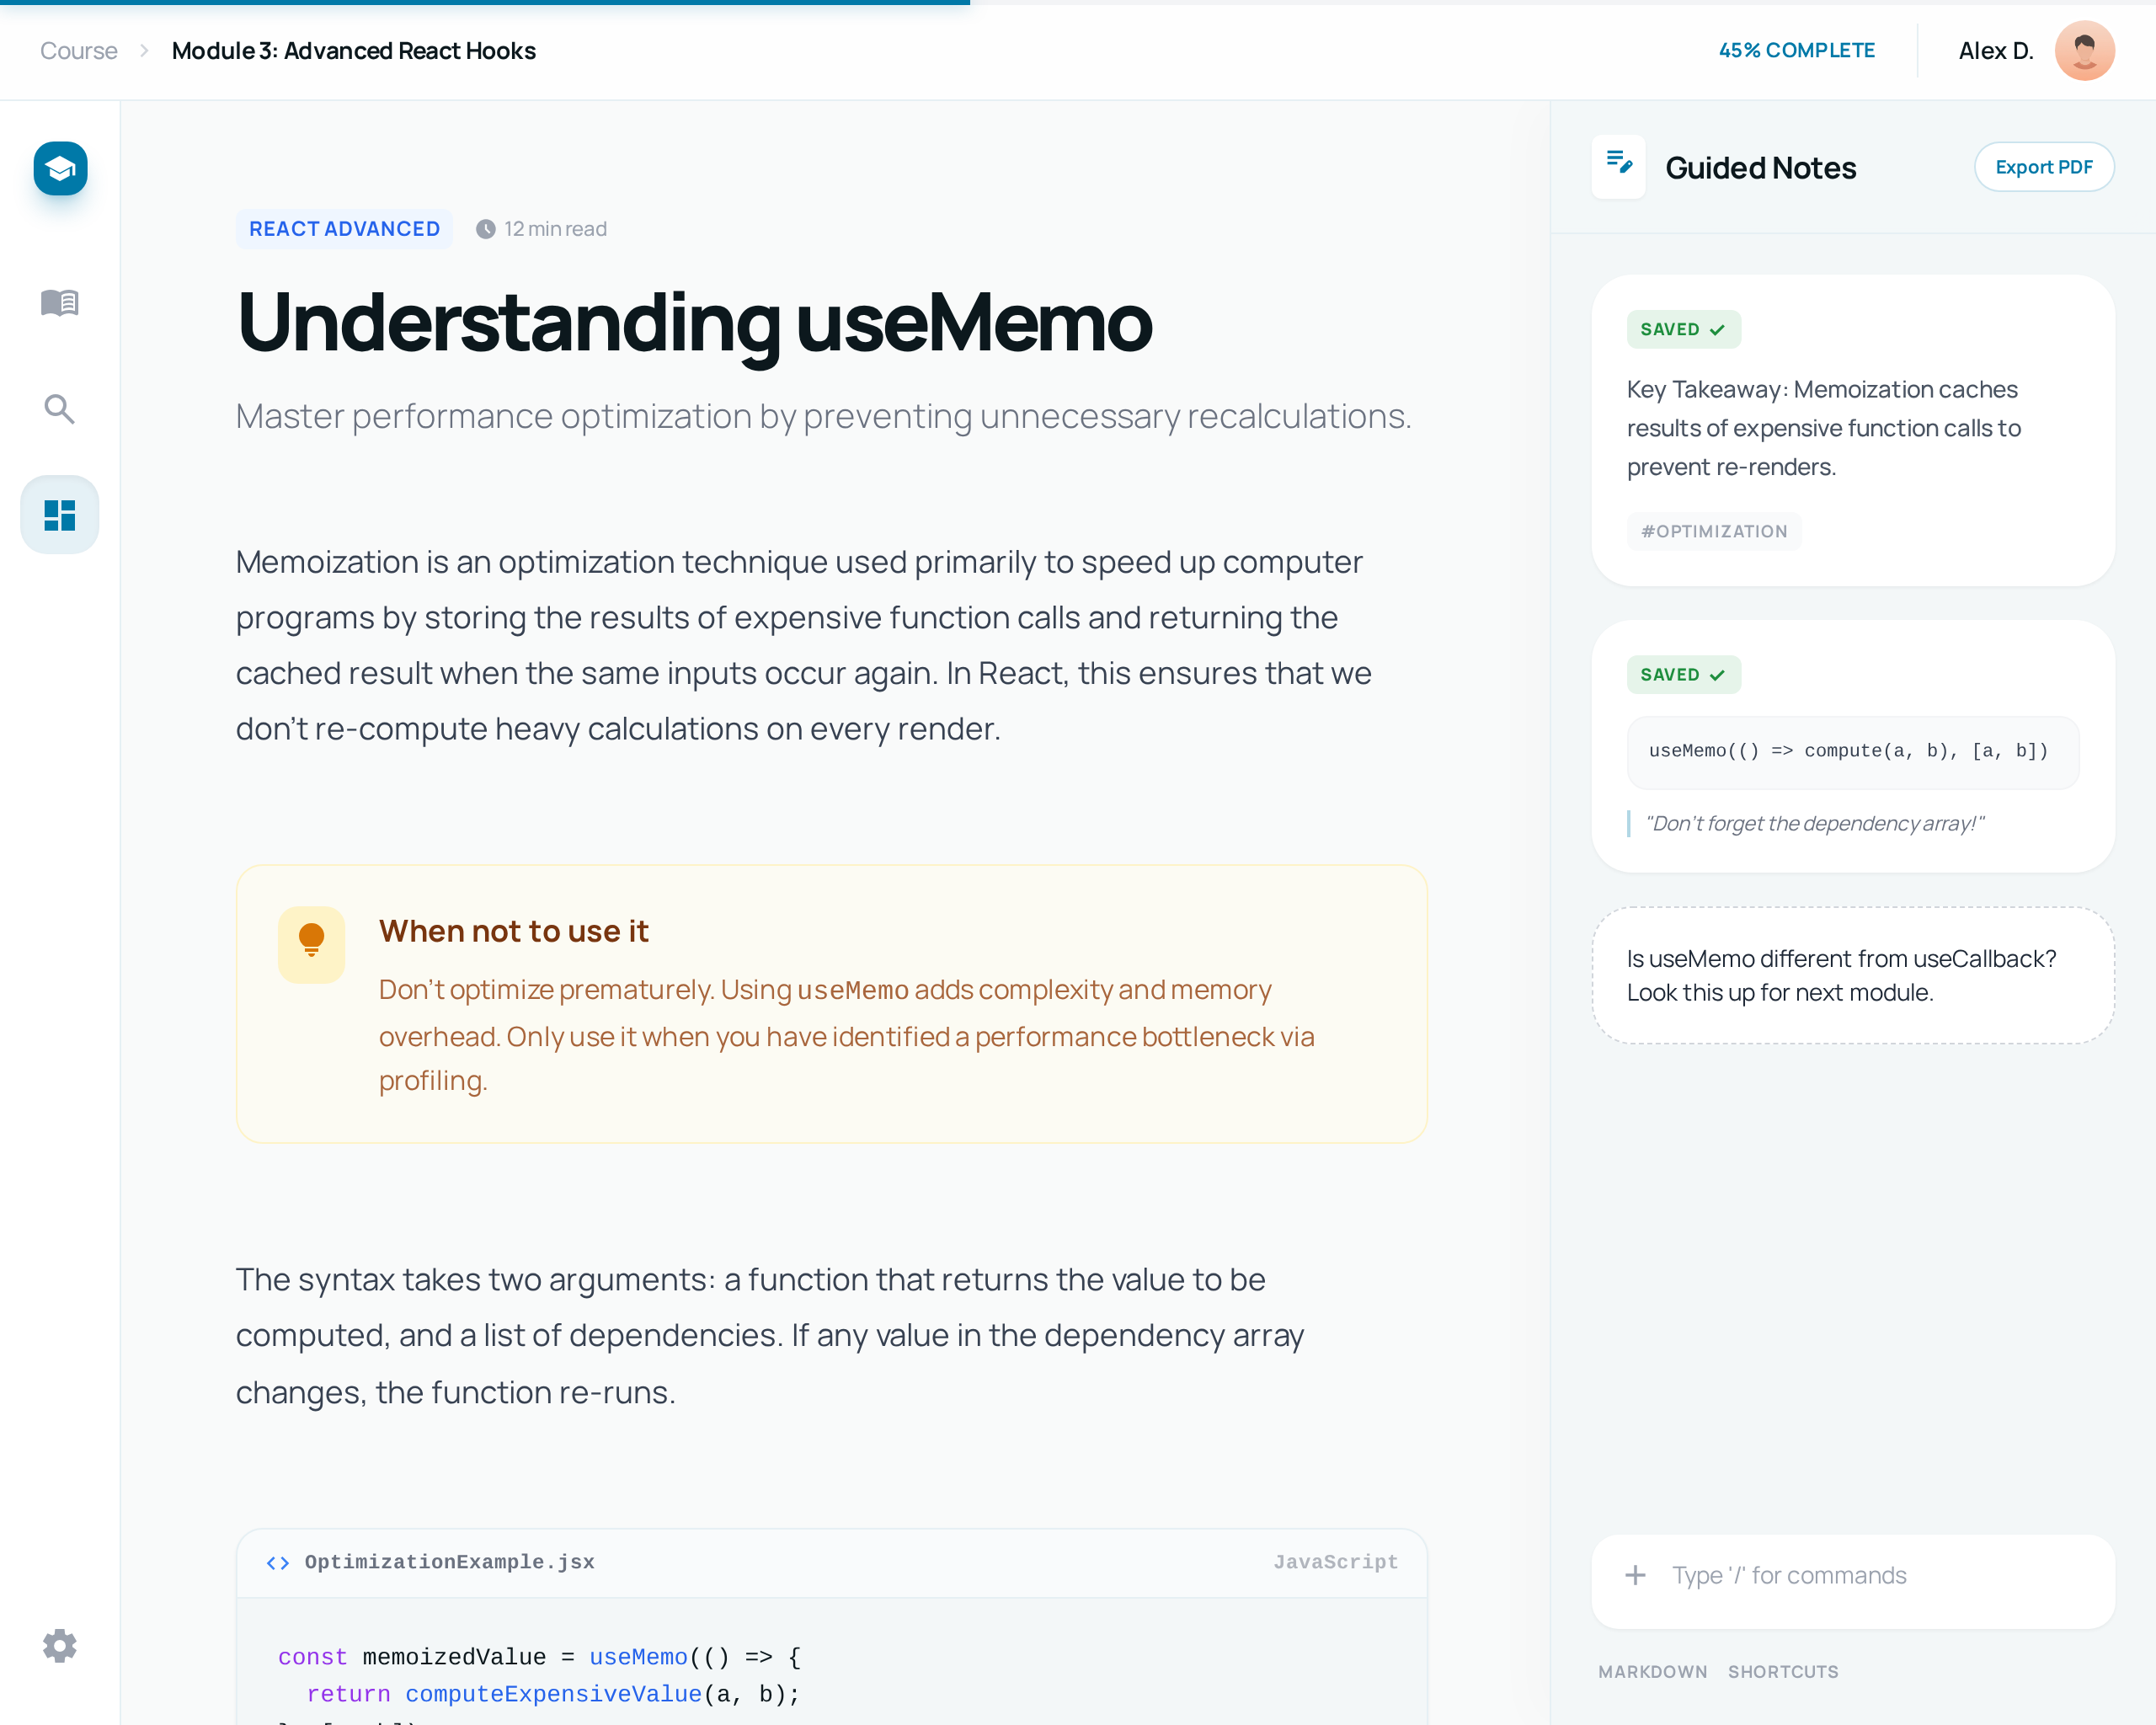 Course
Module 3: Advanced React Hooks
45% COMPLETE
Alex D.
REACT ADVANCED
12 min read
Understanding useMemo
Master performance optimization by preventing unnecessary recalculations.
Memoization is an optimization technique used primarily to speed up computer
programs by storing the results of expensive function calls and returning the
cached result when the same inputs occur again. In React, this ensures that we
don't re-compute heavy calculations on every render.
When not to use it
Don't optimize prematurely. Using useMemo adds complexity and memory
overhead. Only use it when you have identified a performance bottleneck via
profiling.
The syntax takes two arguments: a function that returns the value to be
computed, and a list of dependencies. If any value in the dependency array
changes, the function re-runs.
<> OptimizationExample.jsx
JavaScript
const memoizedValue = useMemo(() => {
return computeExpensiveValue(a, b);
Guided Notes
Export PDF
SAVED
Key Takeaway: Memoization caches
results of expensive function calls to
prevent re-renders.
#OPTIMIZATION
SAVED
useMemo(() => compute(a, b), [a, b])
"Don't forget the dependency array!"
Is useMemo different from useCallback?
Look this up for next module.
Type '/' for commands
MARKDOWN
SHORTCUTS